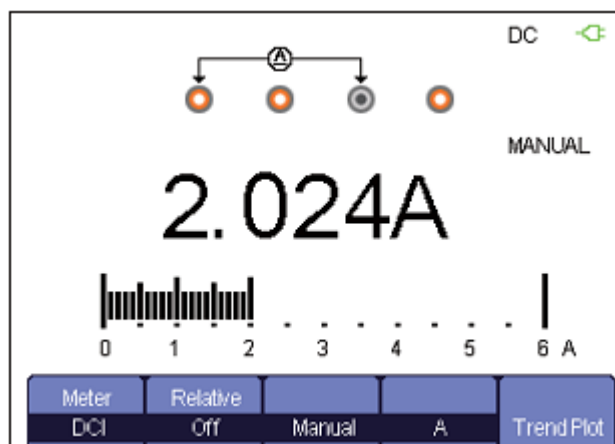 DC
A
MANUAL
2.024A
0 1 2 3 4 5 6 A
Meter Relative
DCI Off Manual A Trend Plot